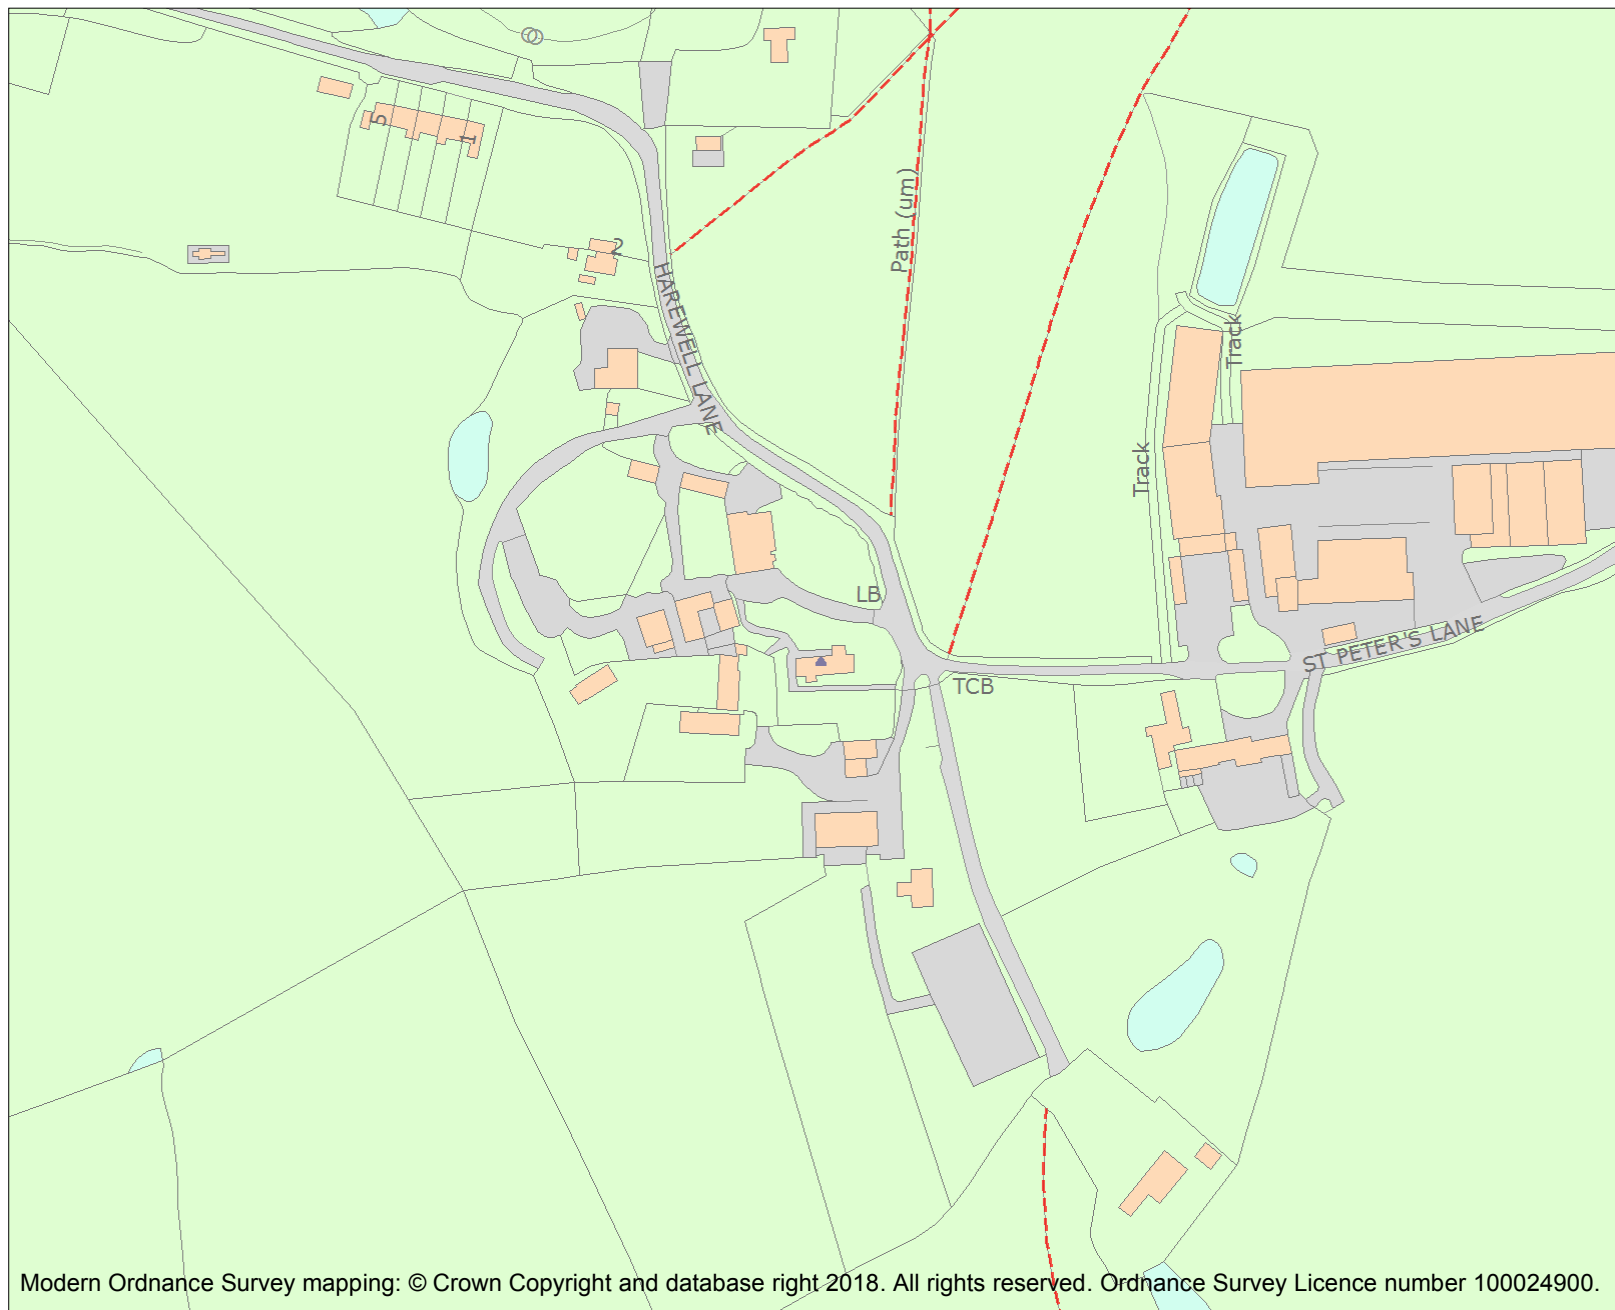 5
1
Path (um)
2
HAREWELL LANE
Track
Track
LB
ST PETER'S LANE
TCB
Modern Ordnance Survey mapping: © Crown Copyright and database right 2018. All rights reserved. Ordnance Survey Licence number 100024900.